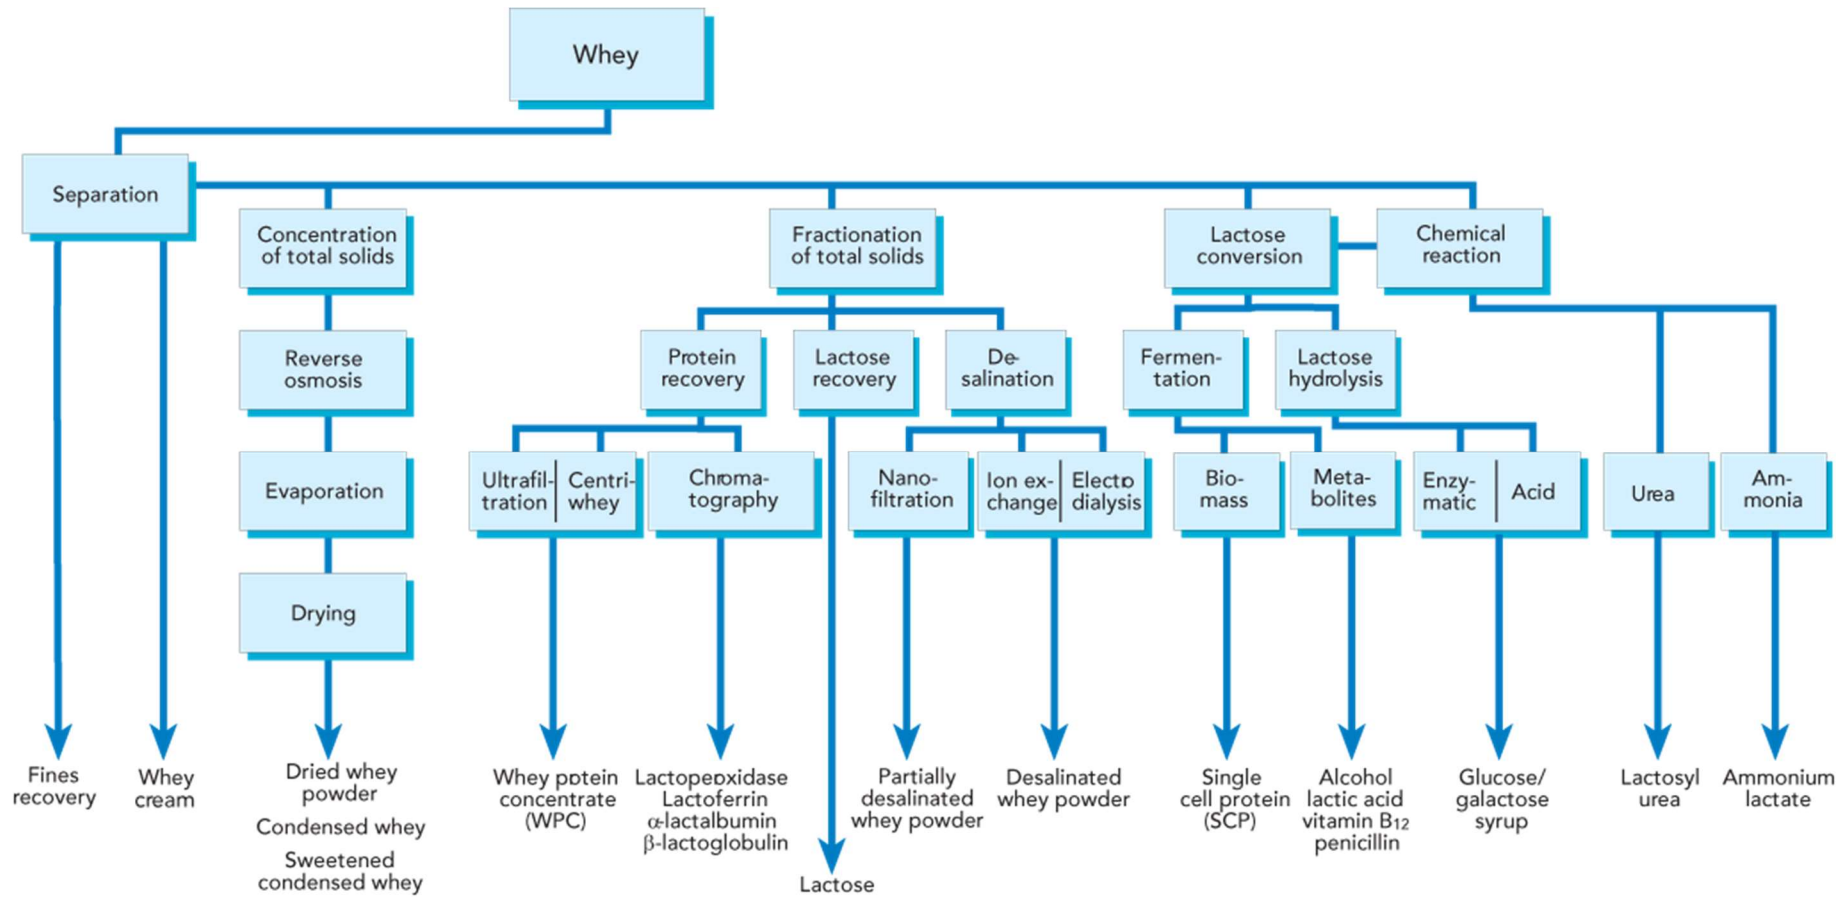 Whey
Separation
Concentration
of total solids
Fractionation
of total solids
Lactose
conversion
Chemical
reaction
Reverse
osmosis
Protein
recovery
Lactose
recovery
De-
salination
Fermen-
tation
Lactose
hydrolysis
Evaporation
Ultrafil-
tration
Centri-
whey
Chroma-
tography
Nano-
filtration
Ion ex-
change
Electro
dialysis
Bio-
mass
Meta-
bolites
Enzy-
matic
Acid
Urea
Am-
monia
Drying
Fines
recovery
Whey
cream
Dried whey
powder
Condensed whey
Sweetened
condensed whey
Whey protein
concentrate
(WPC)
Lactoperoxidase
Lactoferrin
α-lactalbumin
β-lactoglobulin
Lactose
Partially
desalinated
whey powder
Desalinated
whey powder
Single
cell protein
(SCP)
Alcohol
lactic acid
vitamin B12
penicillin
Glucose/
galactose
syrup
Lactosyl
urea
Ammonium
lactate